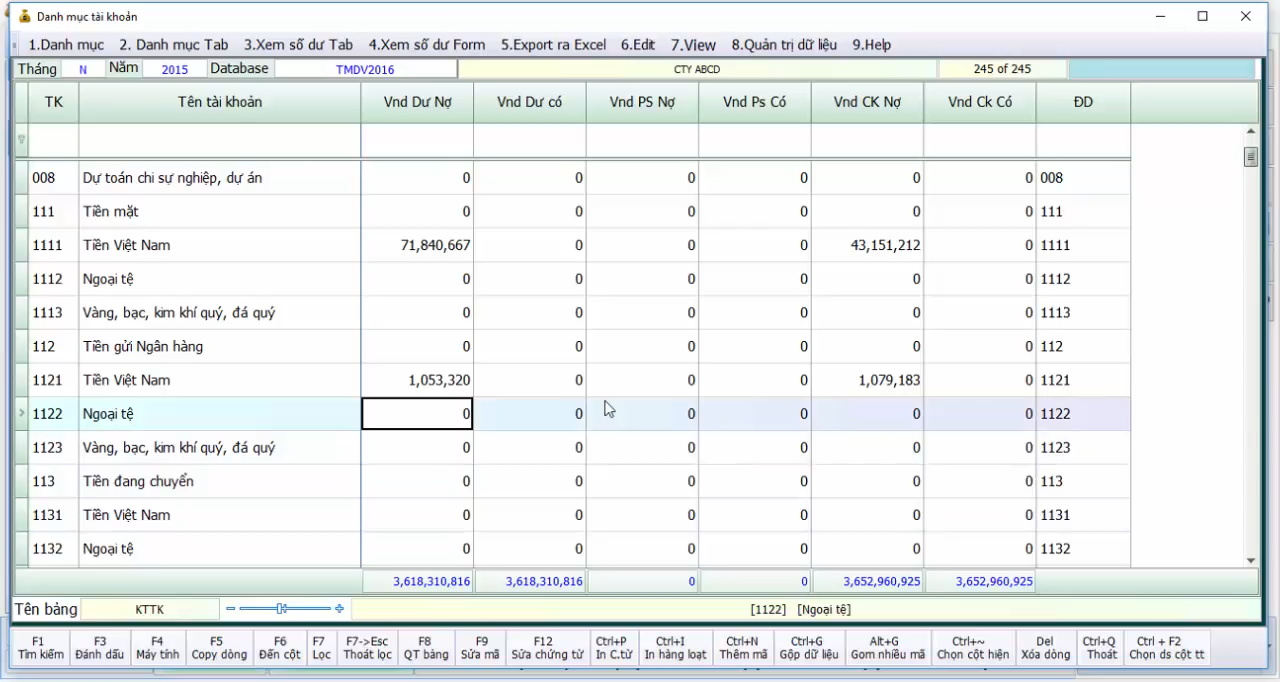 Danh mục tài khoản
1.Danh mục 2. Danh mục Tab 3.Xem số dư Tab 4.Xem số dư Form 5.Export ra Excel 6.Edit 7.View 8.Quản trị dữ liệu 9.Help
Tháng N Năm 2015 Database TMDV2016 CTY ABCD 245 of 245
TK Tên tài khoản Vnd Dư Nợ Vnd Dư có Vnd PS Nợ Vnd Ps Có Vnd CK Nợ Vnd Ck Có ĐD
008 Dự toán chi sự nghiệp, dự án 0 0 0 0 0 0 008
111 Tiền mặt 0 0 0 0 0 0 111
1111 Tiền Việt Nam 71,840,667 0 0 0 43,151,212 0 1111
1112 Ngoại tệ 0 0 0 0 0 0 1112
1113 Vàng, bạc, kim khí quý, đá quý 0 0 0 0 0 0 1113
112 Tiền gửi Ngân hàng 0 0 0 0 0 0 112
1121 Tiền Việt Nam 1,053,320 0 0 0 1,079,183 0 1121
1122 Ngoại tệ 0 0 0 0 0 0 1122
1123 Vàng, bạc, kim khí quý, đá quý 0 0 0 0 0 0 1123
113 Tiền đang chuyển 0 0 0 0 0 0 113
1131 Tiền Việt Nam 0 0 0 0 0 0 1131
1132 Ngoại tệ 0 0 0 0 0 0 1132
3,618,310,816 3,618,310,816 0 0 3,652,960,925 3,652,960,925
Tên bảng KTTK [1122] [Ngoại tệ]
F1 F3 F4 F5 F6 F7 F7->Esc F8 F9 F12 Ctrl+P Ctrl+I Ctrl+N Ctrl+G Alt+G Ctrl+~ Del Ctrl+Q Ctrl + F2
Tìm kiếm Đánh dấu Máy tính Copy dòng Đến cột Lọc Thoát lọc QT bảng Sửa mã Sửa chứng từ In C.từ In hàng loạt Thêm mã Gộp dữ liệu Gom nhiều mã Chọn cột hiện Xóa dòng Thoát Chọn ds cột tt